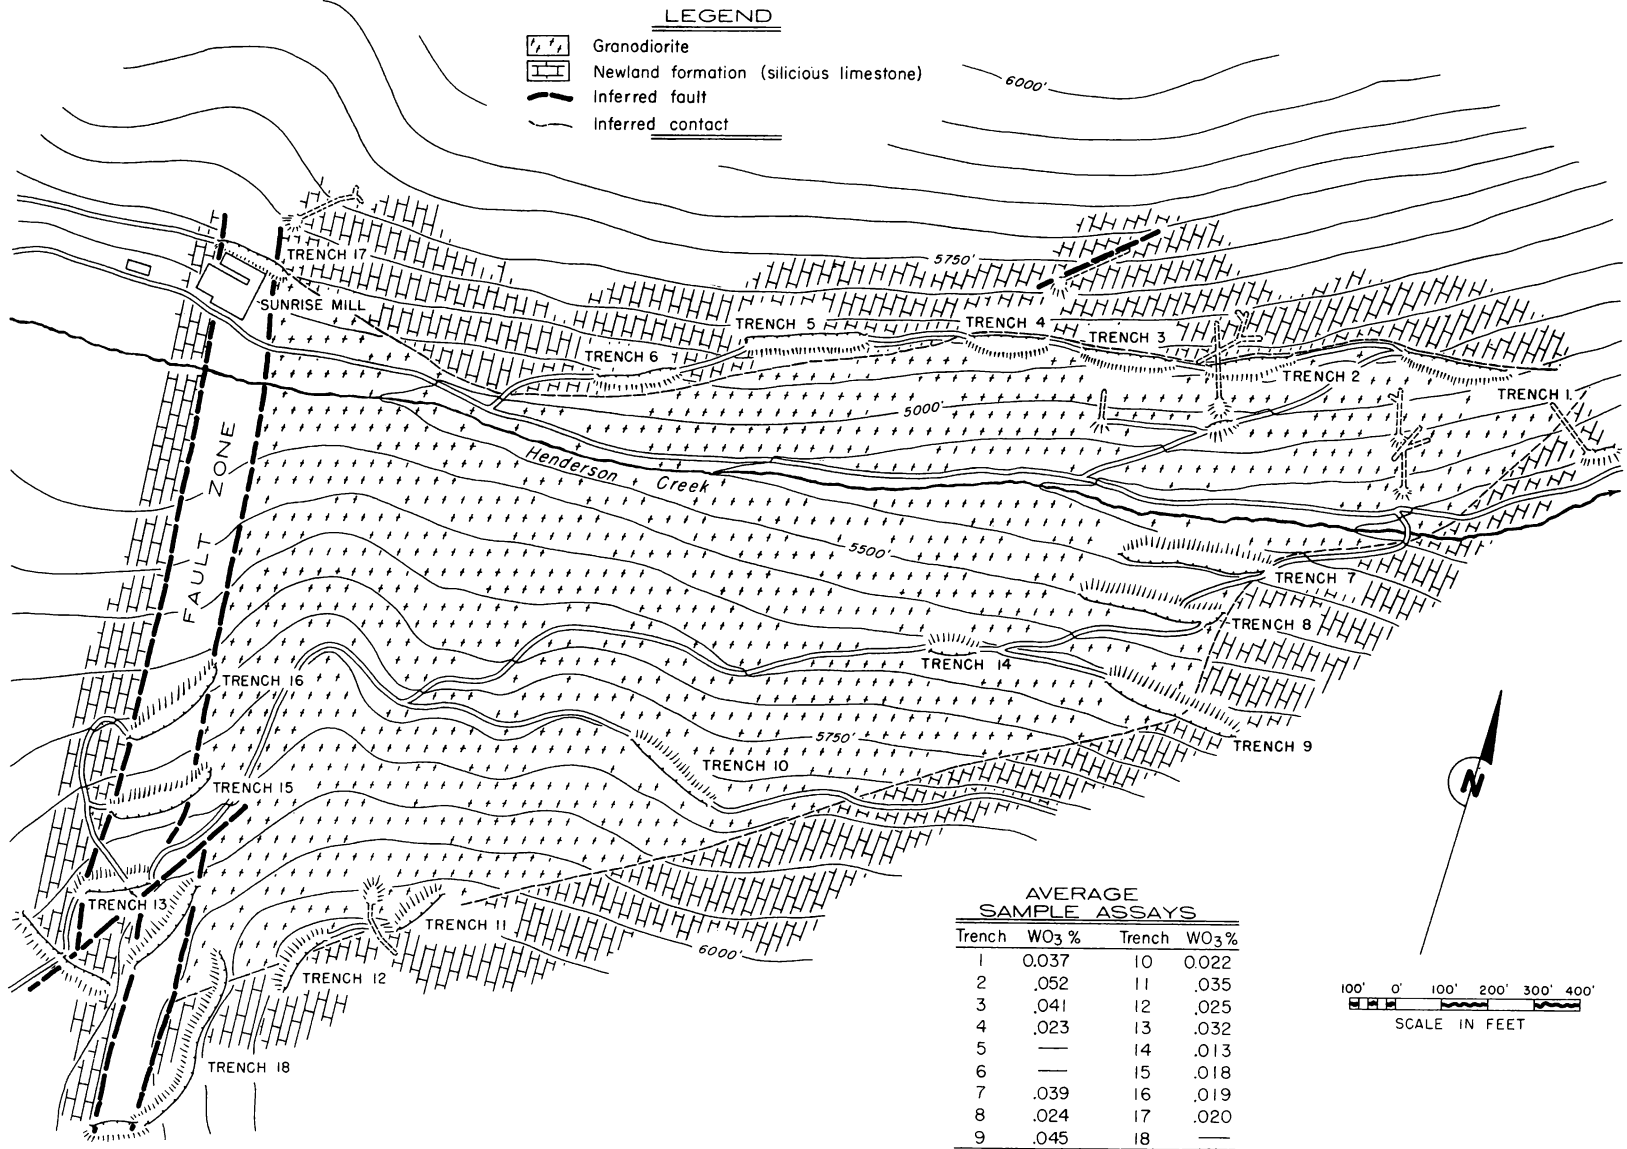 LEGEND
Granodiorite
Newland formation (silicious limestone)
Inferred fault
Inferred contact
6000'
TRENCH 17
5750'
SUNRISE MILL
TRENCH 5
TRENCH 4
TRENCH 3
TRENCH 6
TRENCH 2
TRENCH 1.
5000'
FAULT ZONE
Henderson Creek
5500'
TRENCH 7
TRENCH 8
TRENCH 14
TRENCH 16
5750'
TRENCH 9
TRENCH 10
TRENCH 15
N
TRENCH 13
TRENCH 11
6000'
TRENCH 12
TRENCH 18
AVERAGE
SAMPLE ASSAYS
Trench WO3 % Trench WO3 %
1 0.037 10 0.022
2 .052 11 .035
3 .041 12 .025
4 .023 13 .032
5 — 14 .013
6 — 15 .018
7 .039 16 .019
8 .024 17 .020
9 .045 18 —
100' 0' 100' 200' 300' 400'
SCALE IN FEET